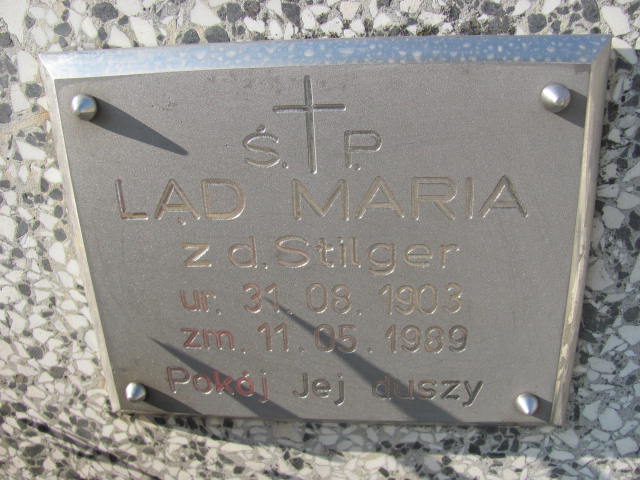 Ś. P.
LĄD MARIA
z d. Stilger
ur. 31. 08. 1903
zm. 11. 05. 1989
Pokój Jej duszy